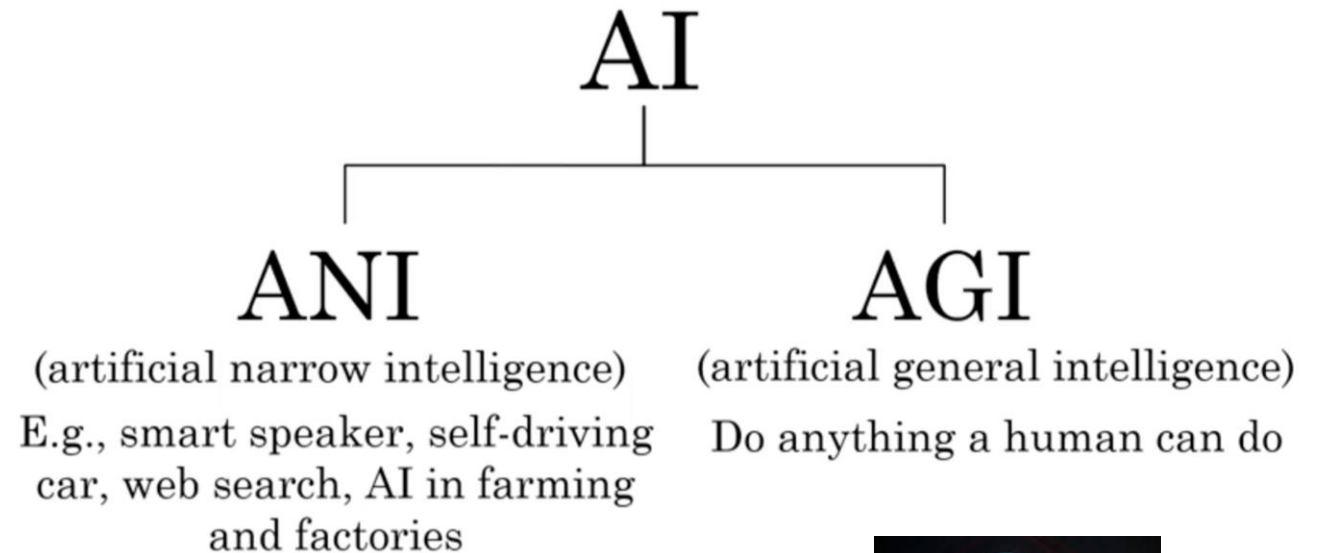 AI
ANI
(artificial narrow intelligence)
E.g., smart speaker, self-driving
car, web search, AI in farming
and factories
AGI
(artificial general intelligence)
Do anything a human can do